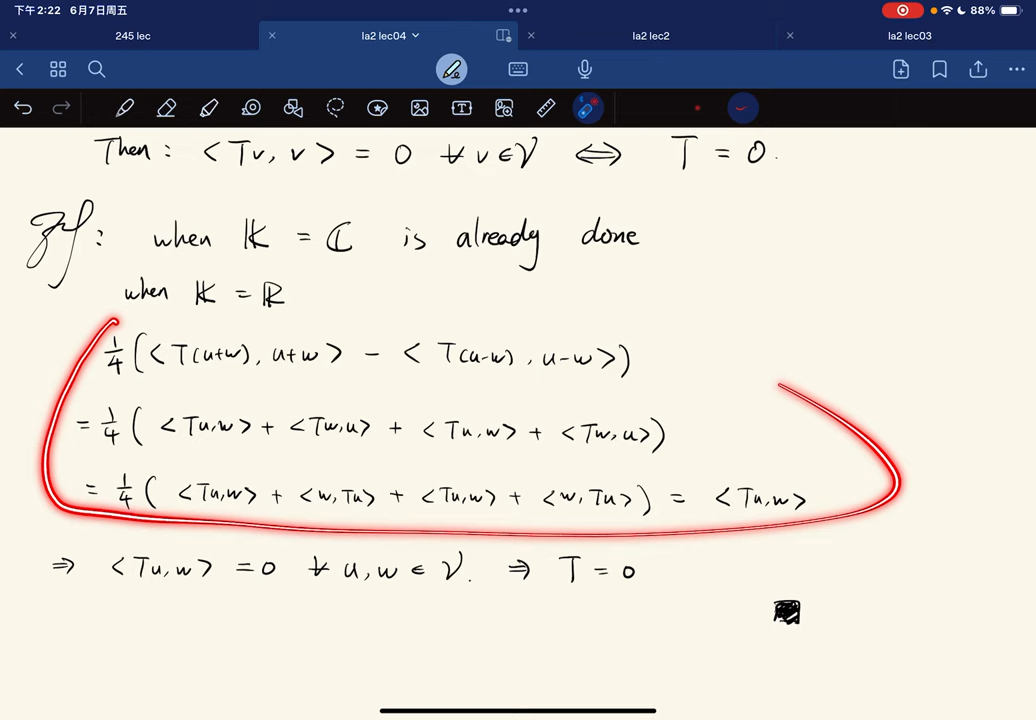 下午2:22 6月7日周五
88%
245 lec
la2 lec04
la2 lec2
la2 lec03
Then: <Tv, v> = 0 ∀ v ∈ V ⟺ T = 0.
pf: when 𝕂 = ℂ is already done
when 𝕂 = ℝ
1/4 (<T(u+w), u+w> - <T(u-w), u-w>)
= 1/4 (<Tu,w> + <Tw,u> + <Tu,w> + <Tw,u>)
= 1/4 (<Tu,w> + <w,Tu> + <Tu,w> + <w,Tu>) = <Tu,w>
⇒ <Tu,w> = 0 ∀ u,w ∈ V. ⇒ T = 0